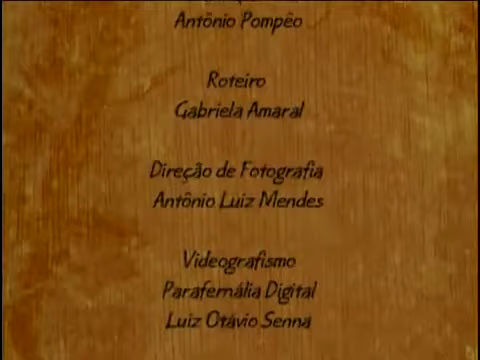 Antônio Pompêo
Roteiro
Gabriela Amaral
Direção de Fotografia
Antônio Luiz Mendes
Videografismo
Parafernália Digital
Luiz Otávio Senna